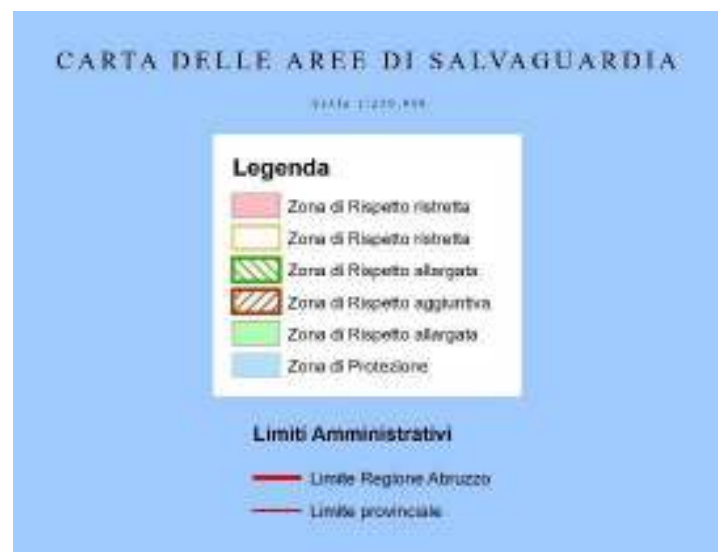 CARTA DELLE AREE DI SALVAGUARDIA
Legenda
Zona di Rispetto ristretta
Zona di Rispetto ristretta
Zona di Rispetto allargata
Zona di Rispetto aggiuntiva
Zona di Rispetto allargata
Zona di Protezione
Limiti Amministrativi
Limite Regione Abruzzo
Limite provinciale